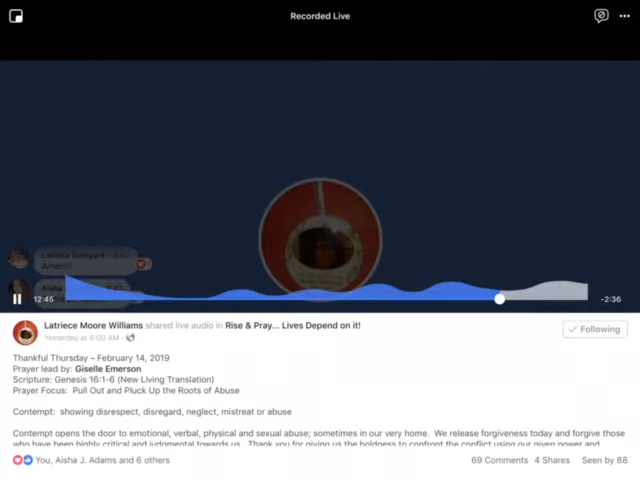 Recorded Live
Amen!!!
Aisha
12:45
-2:36
Latriece Moore Williams shared live audio in Rise & Pray... Lives Depend on it!
Yesterday at 6:00 AM ·
Following
Thankful Thursday – February 14, 2019
Prayer lead by: Giselle Emerson
Scripture: Genesis 16:1-6 (New Living Translation)
Prayer Focus:  Pull Out and Pluck Up the Roots of Abuse
Contempt:  showing disrespect, disregard, neglect, mistreat or abuse
Contempt opens the door to emotional, verbal, physical and sexual abuse; sometimes in our very home.  We release forgiveness today and forgive those
who have been highly critical and judgmental towards us.  Thank you for giving us the boldness to confront the conflict using our given power and
You, Aisha J. Adams and 6 others
69 Comments  4 Shares  Seen by 88